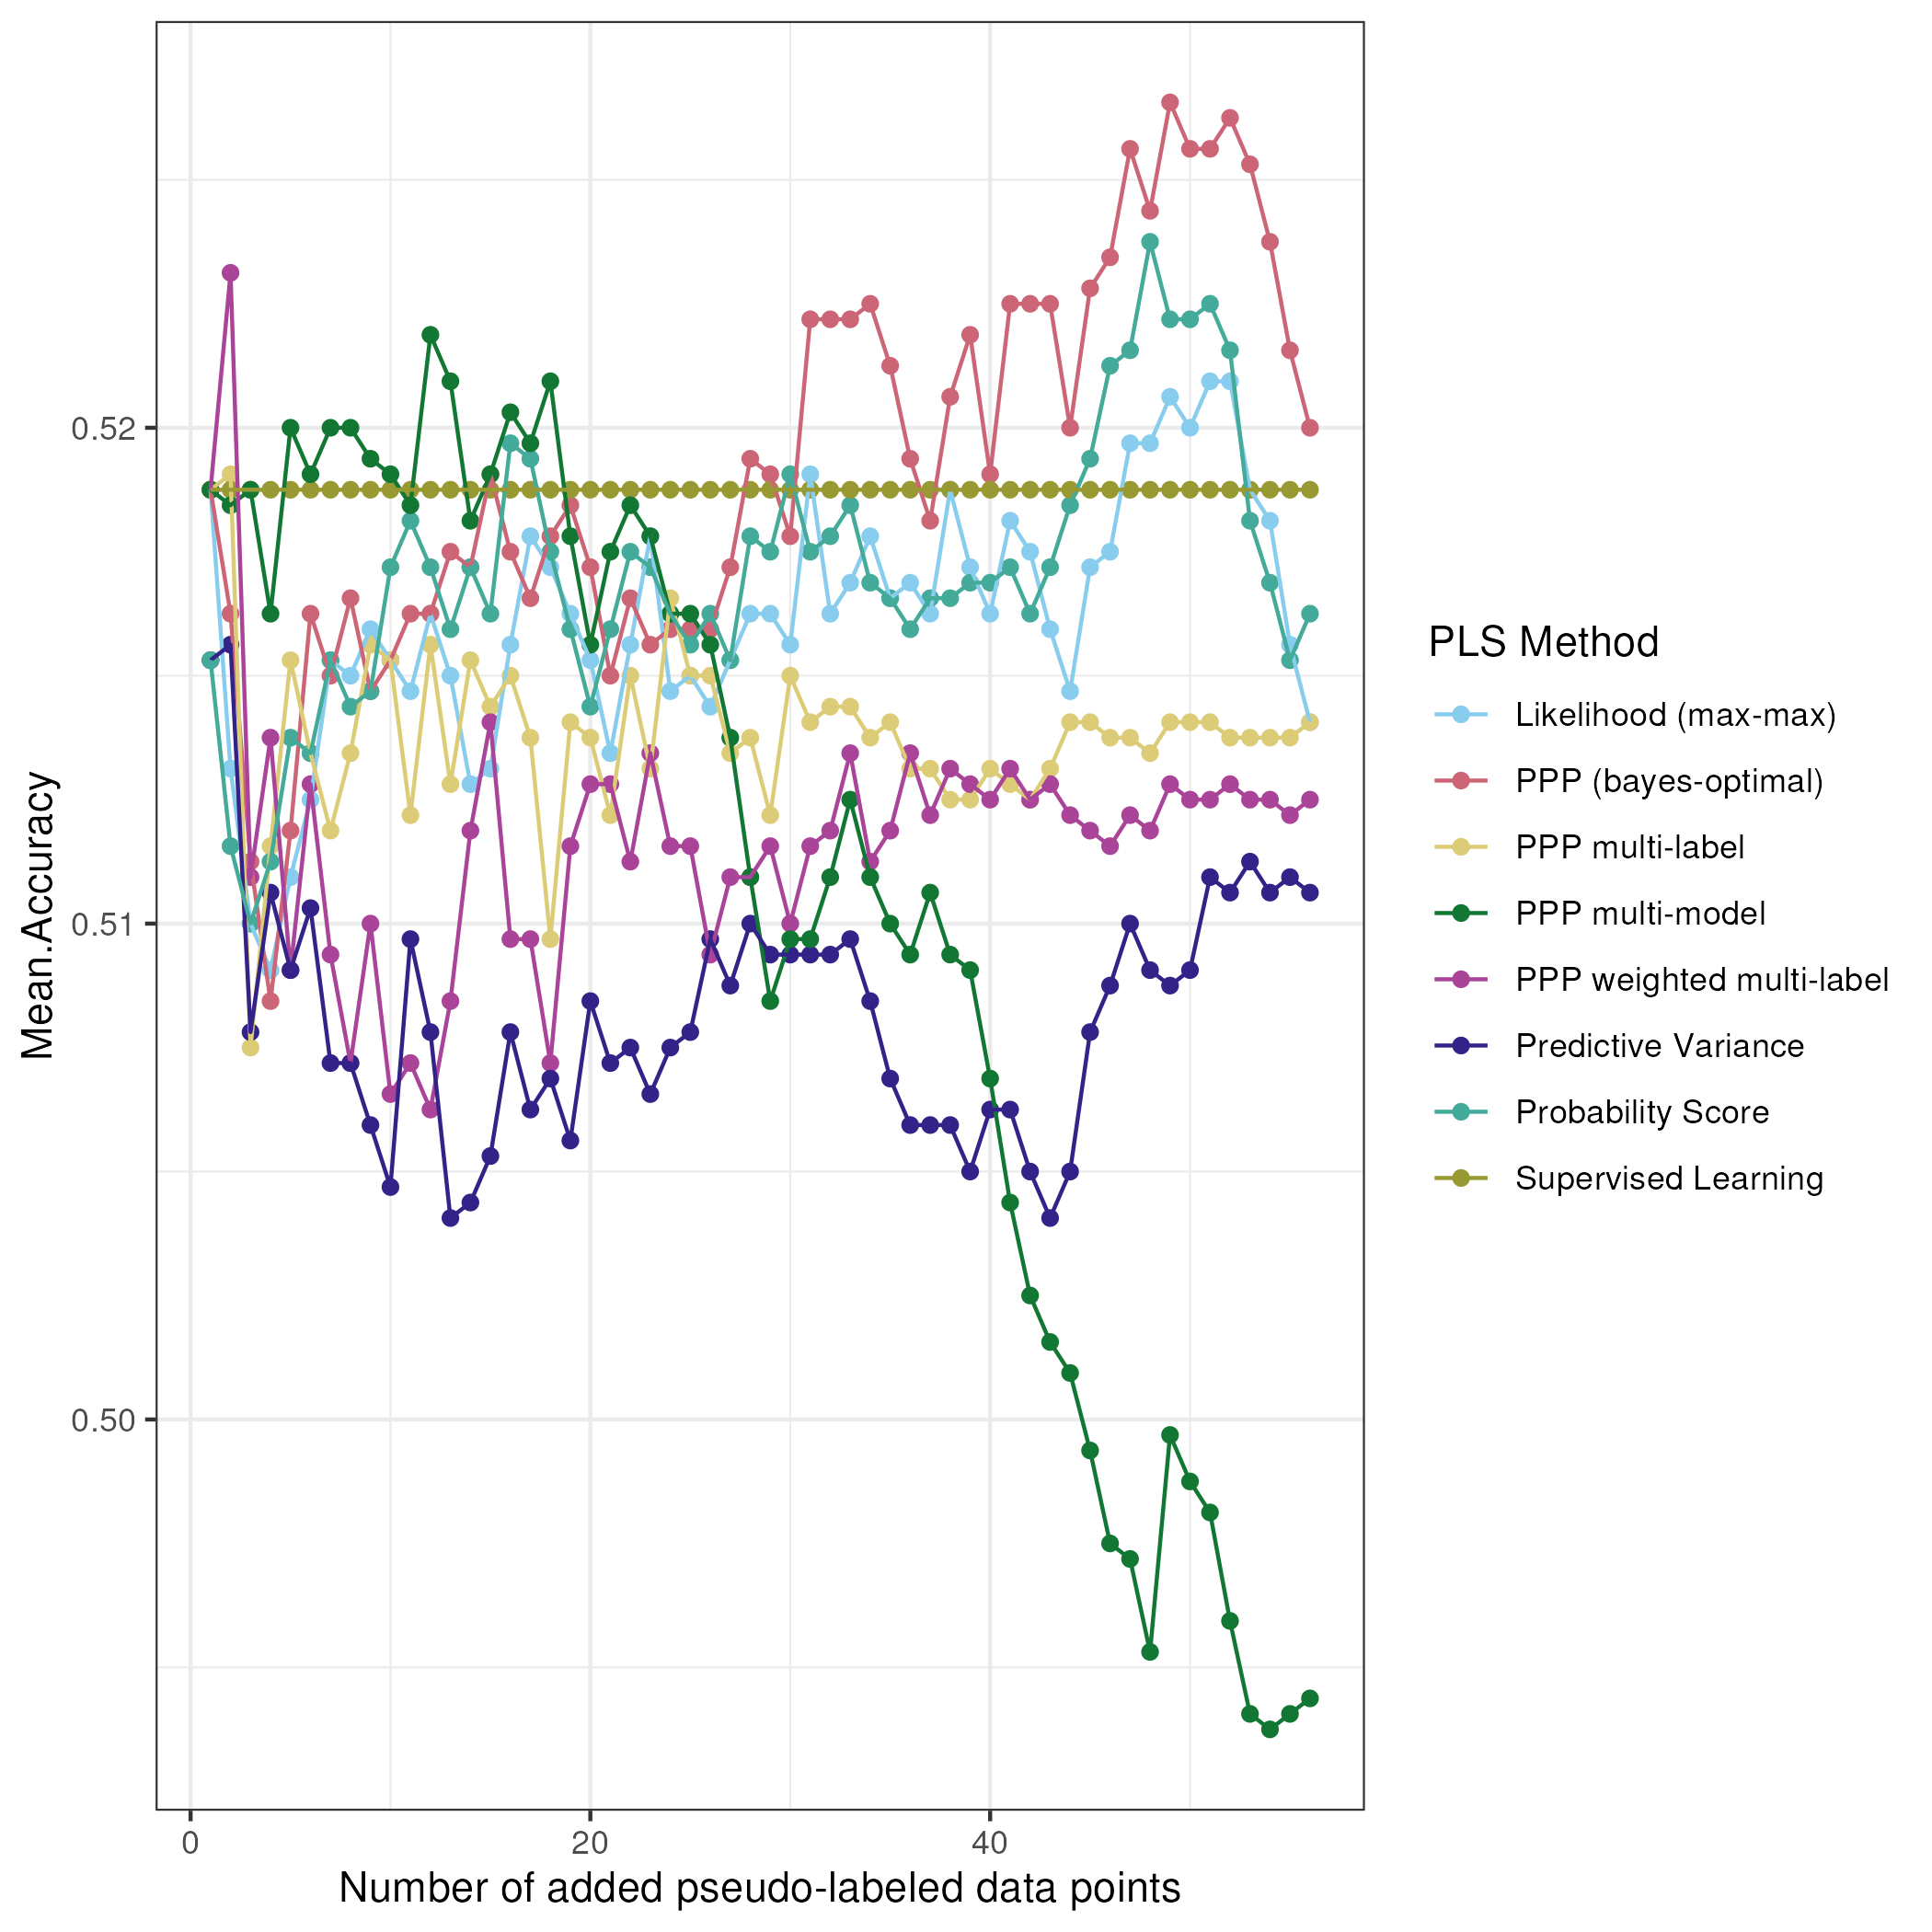 Mean.Accuracy
0.52
0.51
0.50
0
20
40
Number of added pseudo-labeled data points
PLS Method
Likelihood (max-max)
PPP (bayes-optimal)
PPP multi-label
PPP multi-model
PPP weighted multi-label
Predictive Variance
Probability Score
Supervised Learning